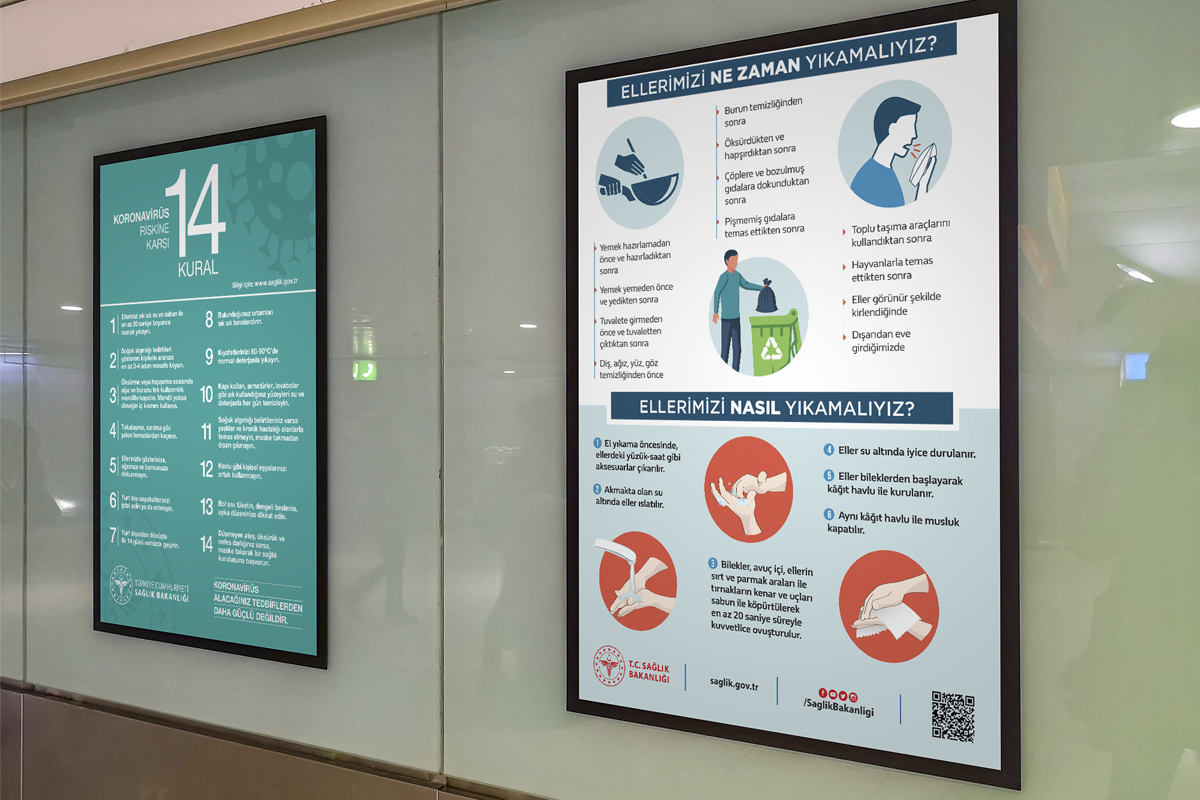 KORONAVİRÜS
RİSKİNE
KARŞI
14
KURAL
Bilgi için: www.saglik.gov.tr
1 Ellerinizi sık sık su ve sabun ile
en az 20 saniye boyunca
ovarak yıkayın.
2 Soğuk algınlığı belirtileri
gösteren kişilerle aranıza
en az 3-4 adım mesafe koyun.
3 Öksürme veya hapşırma sırasında
ağız ve burunu tek kullanımlık
mendille kapatın. Mendil yoksa
dirseğin iç kısmını kullanın.
4 Tokalaşma, sarılma gibi
yakın temaslardan kaçının.
5 Ellerinizle gözlerinize,
ağzınıza ve burnunuza
dokunmayın.
6 Yurt dışı seyahatlerinizi
iptal edin ya da erteleyin.
7 Yurt dışından dönüşte
ilk 14 günü evinizde geçirin.
8 Bulunduğunuz ortamları
sık sık havalandırın.
9 Kıyafetlerinizi 60-90°C'de
normal deterjanla yıkayın.
10 Kapı kolları, armatürler, lavabolar
gibi sık kullandığınız yüzeyleri su ve
deterjanla her gün temizleyin.
11 Soğuk algınlığı belirtileriniz varsa
yaşlılar ve kronik hastalığı olanlarla
temas etmeyin, maske takmadan
dışarı çıkmayın.
12 Havlu gibi kişisel eşyalarınızı
ortak kullanmayın.
13 Bol sıvı tüketin, dengeli beslenin,
uyku düzeninize dikkat edin.
14 Düşmeyen ateş, öksürük ve
nefes darlığınız varsa,
maske takarak bir sağlık
kuruluşuna başvurun.
TÜRKİYE CUMHURİYETİ
SAĞLIK BAKANLIĞI
KORONAVİRÜS
ALACAĞINIZ TEDBİRLERDEN
DAHA GÜÇLÜ DEĞİLDİR.
ELLERİMİZİ NE ZAMAN YIKAMALIYIZ?
Yemek hazırlamadan
önce ve hazırladıktan
sonra
Yemek yemeden önce
ve yedikten sonra
Tuvalete girmeden
önce ve tuvaletten
çıktıktan sonra
Diş, ağız, yüz, göz
temizliğinden önce
Burun temizliğinden
sonra
Öksürdükten ve
hapşırdıktan sonra
Çöplere ve bozulmuş
gıdalara dokunduktan
sonra
Pişmemiş gıdalara
temas ettikten sonra
Toplu taşıma araçlarını
kullandıktan sonra
Hayvanlarla temas
ettikten sonra
Eller görünür şekilde
kirlendiğinde
Dışarıdan eve
girdiğimizde
ELLERİMİZİ NASIL YIKAMALIYIZ?
1 El yıkama öncesinde,
ellerdeki yüzük-saat gibi
aksesuarlar çıkarılır.
2 Akmakta olan su
altında eller ıslatılır.
3 Bilekler, avuç içi, ellerin
sırt ve parmak araları ile
tırnakların kenar ve uçları
sabun ile köpürtülerek
en az 20 saniye süreyle
kuvvetlice ovuşturulur.
4 Eller su altında iyice durulanır.
5 Eller bileklerden başlayarak
kâğıt havlu ile kurulanır.
6 Aynı kâğıt havlu ile musluk
kapatılır.
T.C. SAĞLIK
BAKANLIĞI
saglik.gov.tr
/SaglikBakanligi